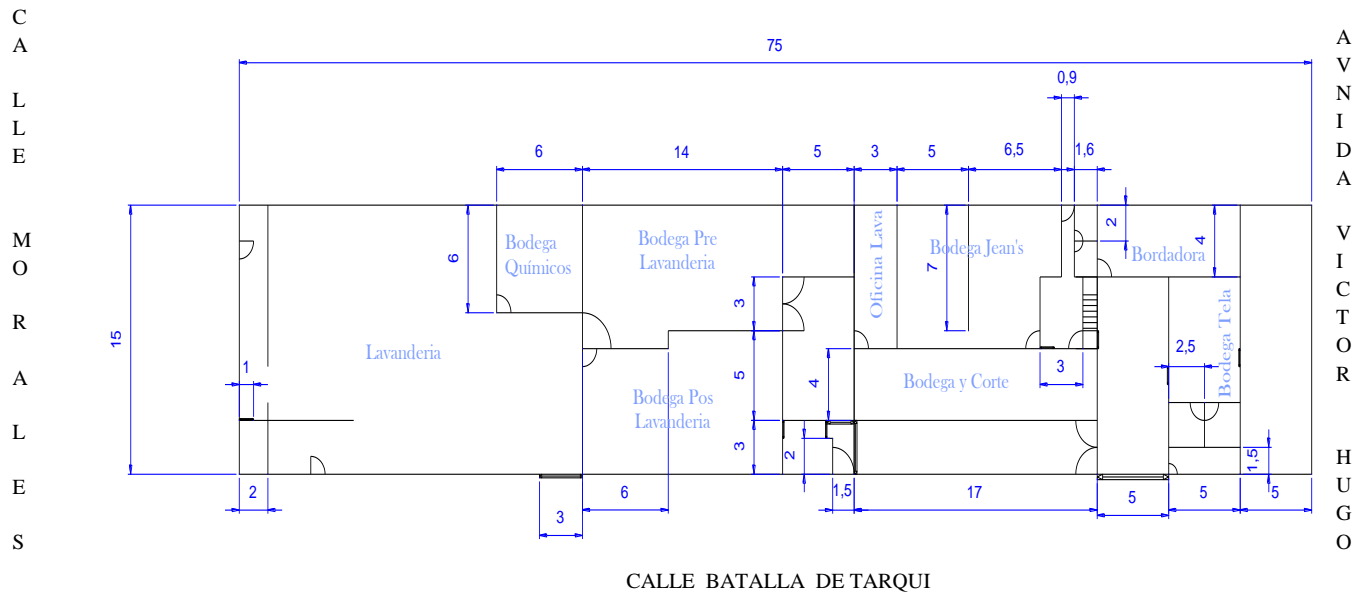 CALLE MORALES
AVNIDA VICTOR HUGO
75
0,9
6
14
5
3
5
6,5
1,6
Bodega
Químicos
6
Bodega Pre
Lavanderia
Oficina Lava
Bodega Jean's
7
2
4
Bordadora
15
3
Bodega Tela
Lavanderia
1
5
4
Bodega y Corte
3
2,5
Bodega Pos
Lavanderia
3
2
1,5
2
3
6
1,5
17
5
5
5
CALLE BATALLA DE TARQUI